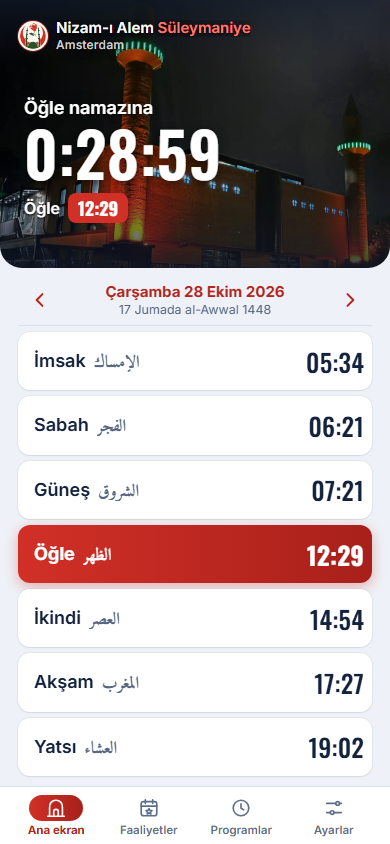 Nizam-ı Alem Süleymaniye
Amsterdam
Öğle namazına
0:28:59
Öğle 12:29
Çarşamba 28 Ekim 2026
17 Jumada al-Awwal 1448
İmsak الإمساك 05:34
Sabah الفجر 06:21
Güneş الشروق 07:21
Öğle الظهر 12:29
İkindi العصر 14:54
Akşam المغرب 17:27
Yatsı العشاء 19:02
Ana ekran
Faaliyetler
Programlar
Ayarlar